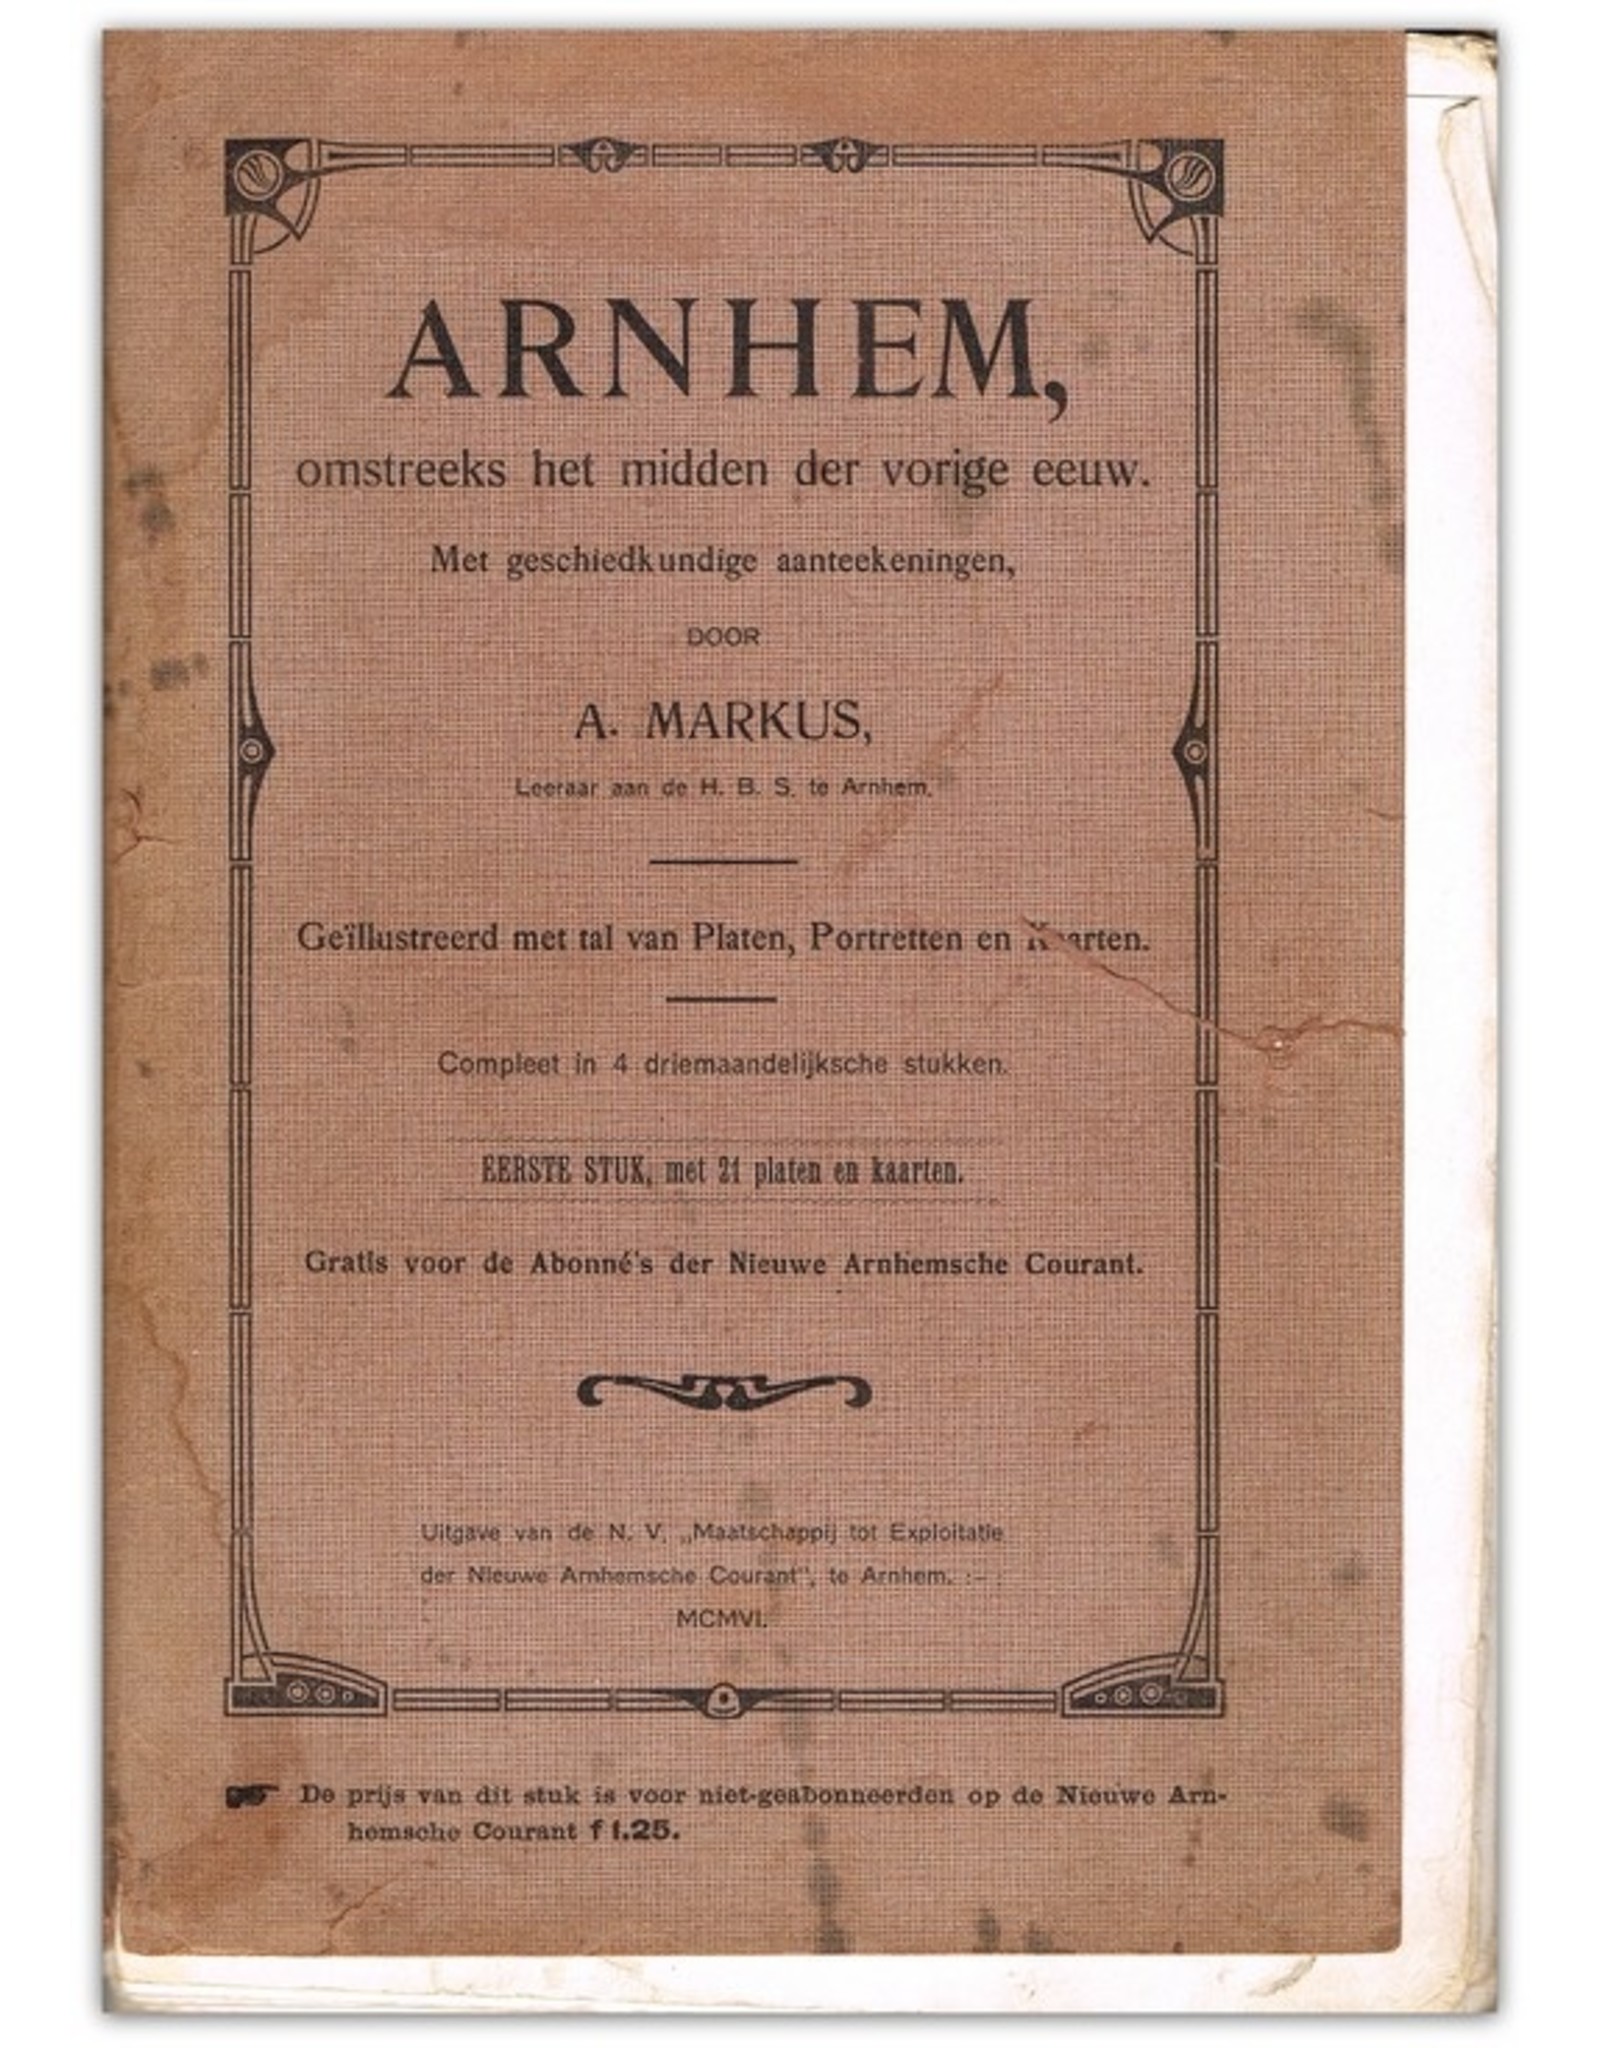 ARNHEM,
omstreeks het midden der vorige eeuw.
Met geschiedkundige aanteekeningen,
DOOR
A. MARKUS,
Leeraar aan de H. B. S. te Arnhem.
Geïllustreerd met tal van Platen, Portretten en Kaarten.
Compleet in 4 driemaandelijksche stukken.
EERSTE STUK, met 21 platen en kaarten.
Gratis voor de Abonné's der Nieuwe Arnhemsche Courant.
Uitgave van de N. V. „Maatschappij tot Exploitatie
der Nieuwe Arnhemsche Courant", te Arnhem. :-:
MCMVI.
De prijs van dit stuk is voor niet-geabonneerden op de Nieuwe Arn-
hemsche Courant f 1.25.